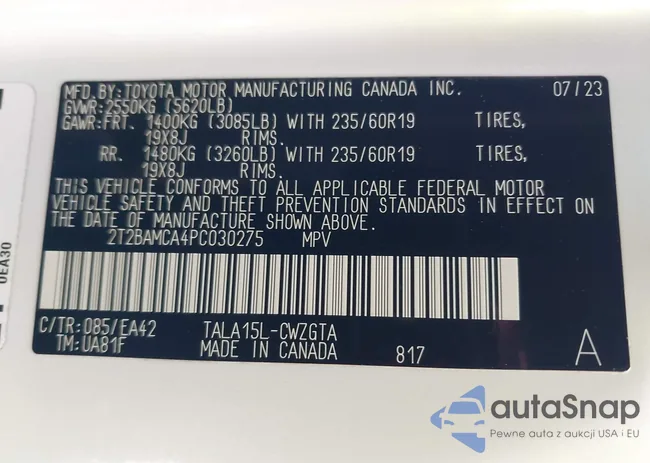 MFD. BY: TOYOTA MOTOR MANUFACTURING CANADA INC. 07/23
GVWR: 2550KG (5620LB)
GAWR: FRT. 1400KG (3085LB) WITH 235/60R19 TIRES,
19X8J RIMS.
RR. 1480KG (3260LB) WITH 235/60R19 TIRES,
19X8J RIMS.
THIS VEHICLE CONFORMS TO ALL APPLICABLE FEDERAL MOTOR
VEHICLE SAFETY AND THEFT PREVENTION STANDARDS IN EFFECT ON
THE DATE OF MANUFACTURE SHOWN ABOVE.
2T2BAMCA4PC030275 MPV
C/TR: 085/EA42 TALA15L-CWZGTA
TM: UA81F MADE IN CANADA 817 A
0EA30
autaSnap
Pewne auta z aukcji USA i EU